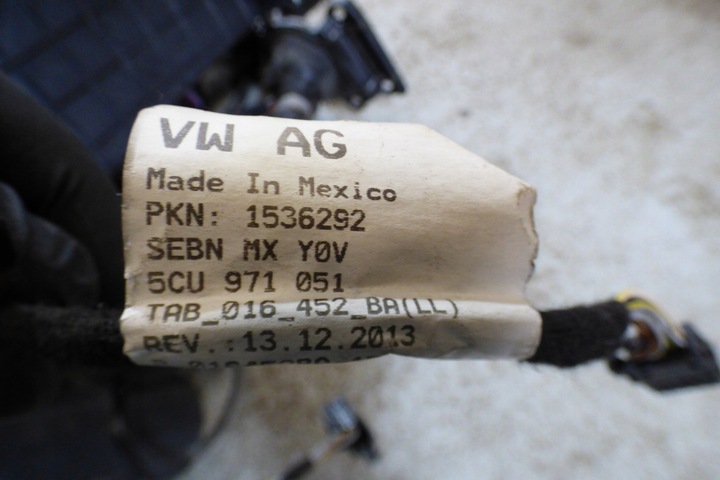 VW AG
Made In Mexico
PKN: 1536292
SEBN MX Y0V
5CU 971 051
TAB_016_452_BA(LL)
REV.:13.12.2013